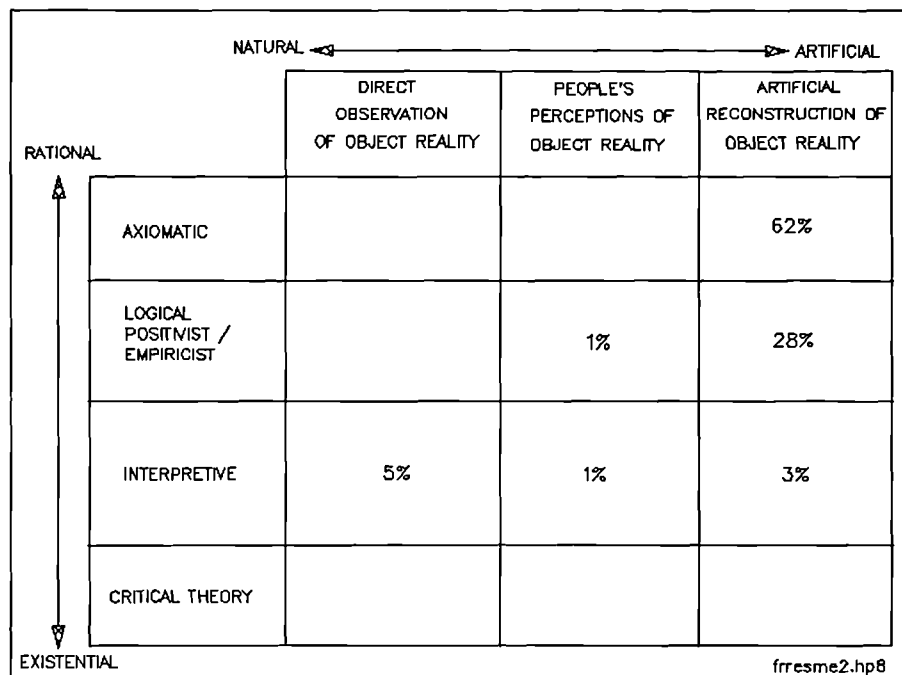 NATURAL ARTIFICIAL
DIRECT
OBSERVATION
OF OBJECT REALITY
PEOPLE'S
PERCEPTIONS OF
OBJECT REALITY
ARTIFICIAL
RECONSTRUCTION OF
OBJECT REALITY
RATIONAL
AXIOMATIC
62%
LOGICAL
POSITIVIST /
EMPIRICIST
1%
28%
INTERPRETIVE
5%
1%
3%
CRITICAL THEORY
EXISTENTIAL
frresme2.hp8